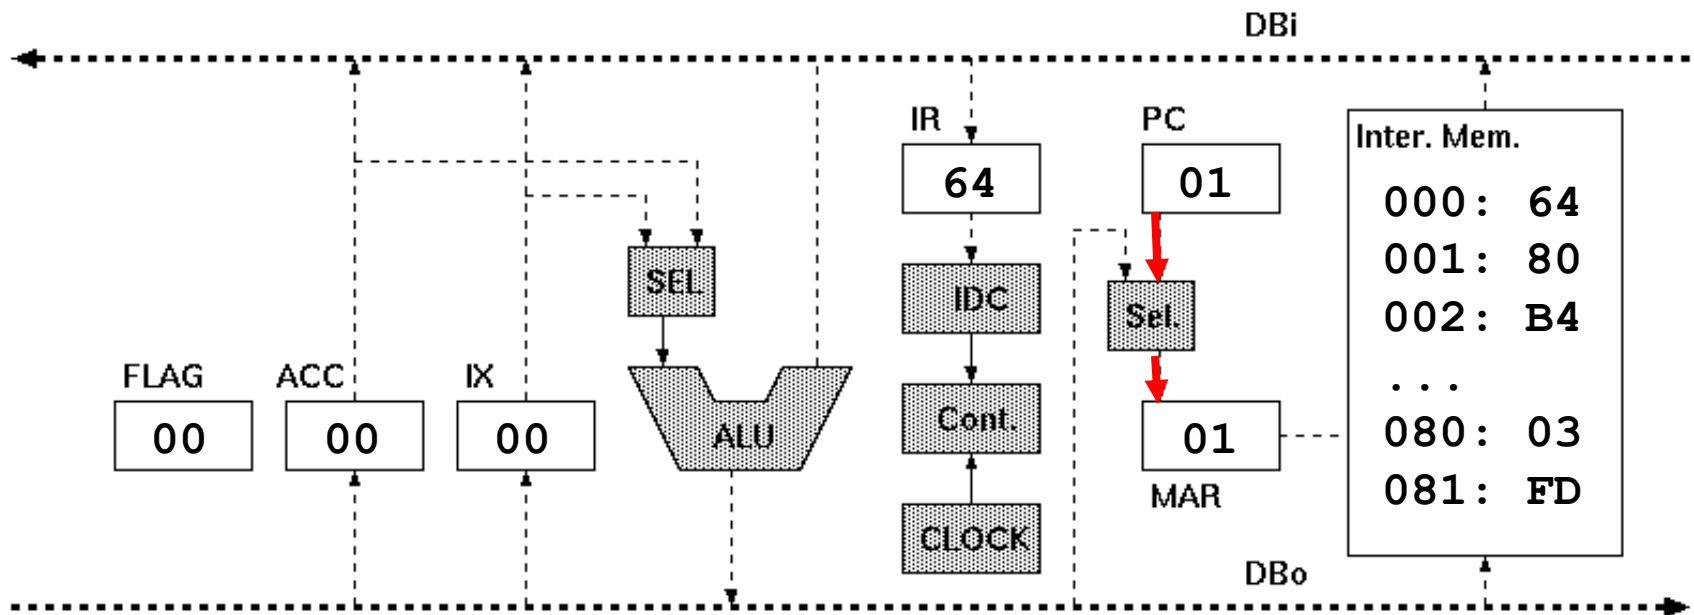 DBi
IR
PC
Inter. Mem.
64
01
000: 64
001: 80
SEL
IDC
Sel.
002: B4
...
FLAG
ACC
IX
00
00
00
ALU
Cont.
01
080: 03
081: FD
MAR
CLOCK
DBo